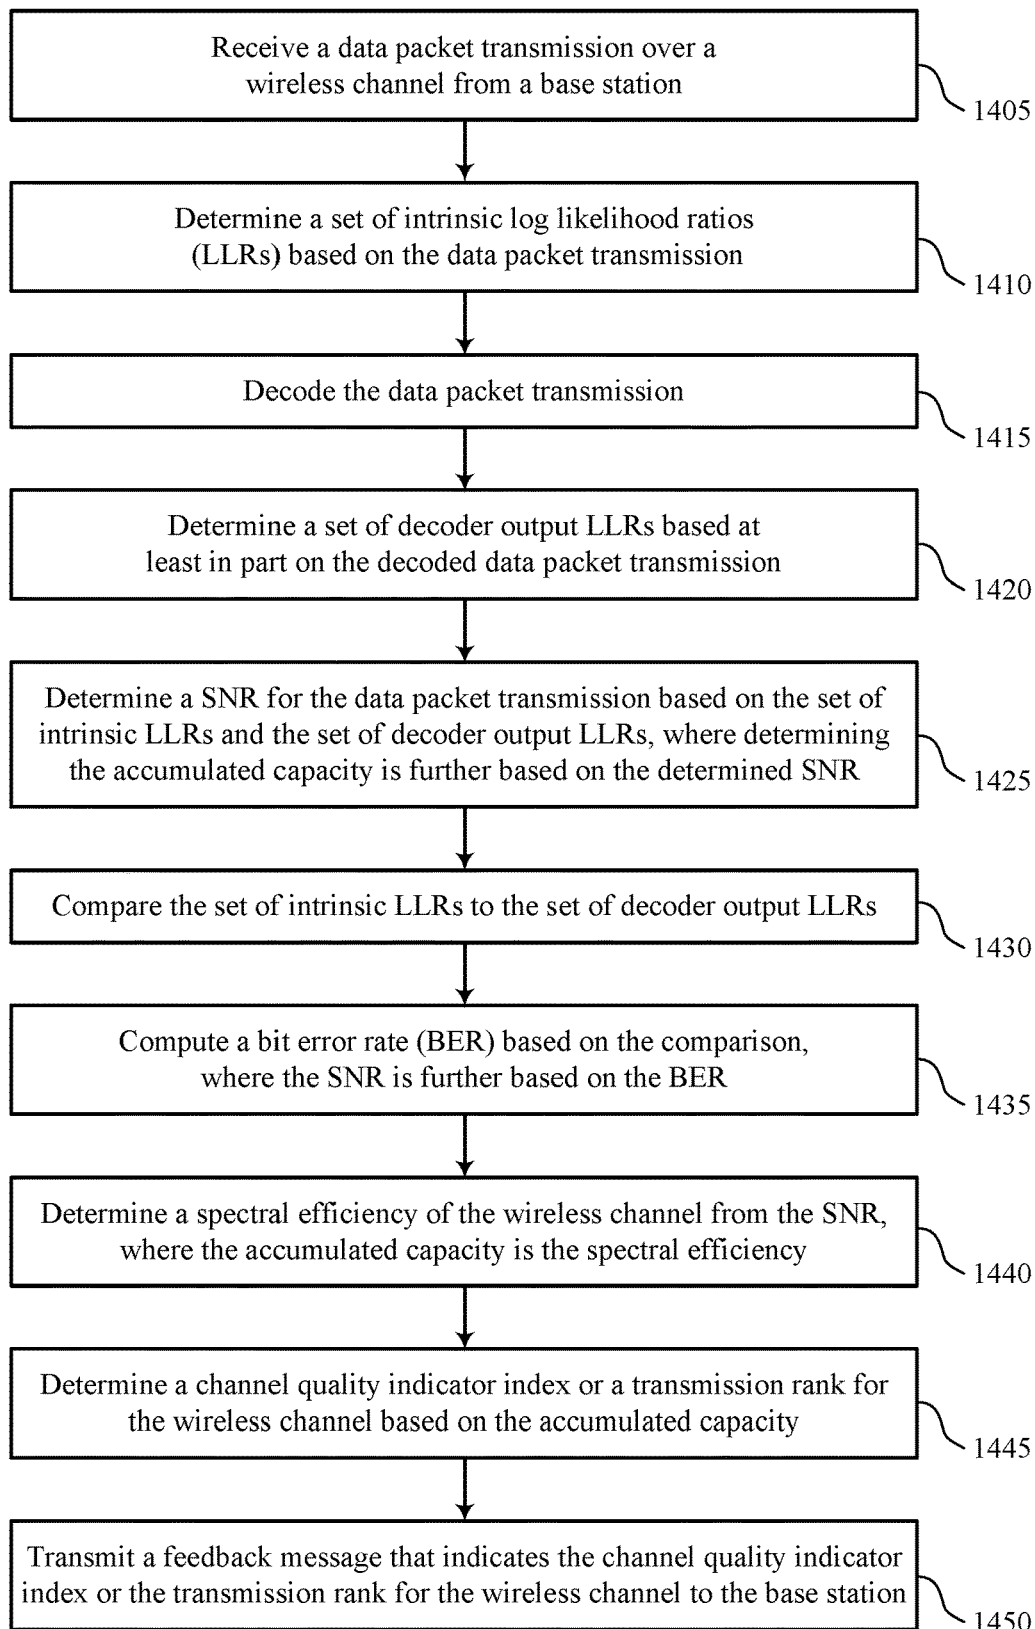 Receive a data packet transmission over a
wireless channel from a base station
1405
Determine a set of intrinsic log likelihood ratios
(LLRs) based on the data packet transmission
1410
Decode the data packet transmission
1415
Determine a set of decoder output LLRs based at
least in part on the decoded data packet transmission
1420
Determine a SNR for the data packet transmission based on the set of
intrinsic LLRs and the set of decoder output LLRs, where determining
the accumulated capacity is further based on the determined SNR
1425
Compare the set of intrinsic LLRs to the set of decoder output LLRs
1430
Compute a bit error rate (BER) based on the comparison,
where the SNR is further based on the BER
1435
Determine a spectral efficiency of the wireless channel from the SNR,
where the accumulated capacity is the spectral efficiency
1440
Determine a channel quality indicator index or a transmission rank for
the wireless channel based on the accumulated capacity
1445
Transmit a feedback message that indicates the channel quality indicator
index or the transmission rank for the wireless channel to the base station
1450